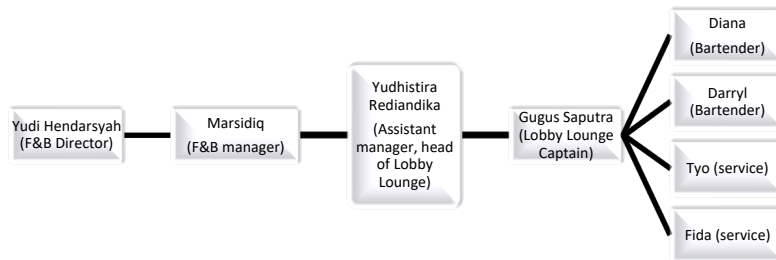 Yudi Hendarsyah
(F&B Director)
Marsidiq
(F&B manager)
Yudhistira
Rediandika
(Assistant
manager, head
of Lobby
Lounge)
Gugus Saputra
(Lobby Lounge
Captain)
Diana
(Bartender)
Darryl
(Bartender)
Tyo (service)
Fida (service)